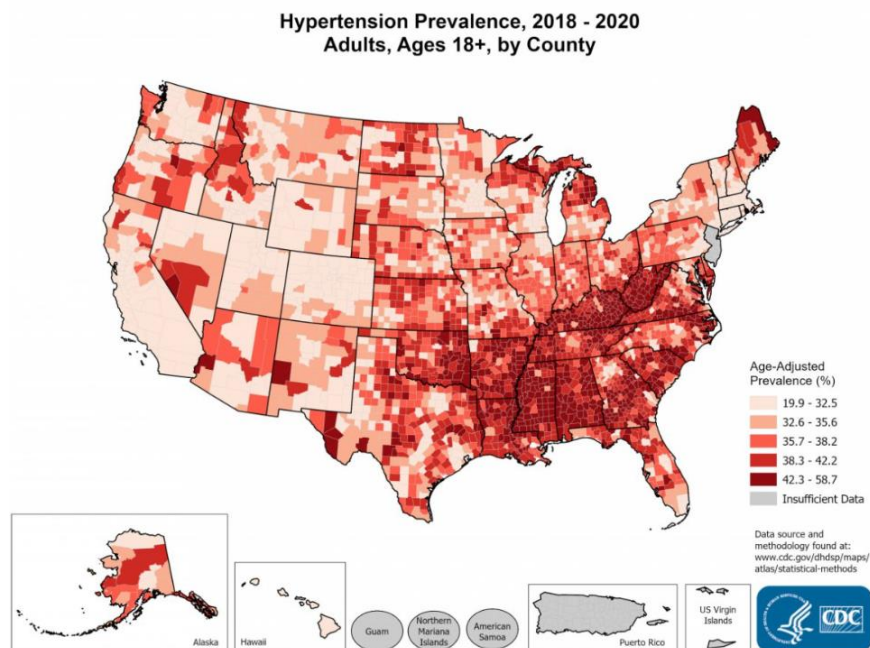 Hypertension Prevalence, 2018 - 2020
Adults, Ages 18+, by County
Age-Adjusted
Prevalence (%)
19.9 - 32.5
32.6 - 35.6
35.7 - 38.2
38.3 - 42.2
42.3 - 58.7
Insufficient Data
Data source and
methodology found at:
www.cdc.gov/dhdsp/maps/
atlas/statistical-methods
Alaska
Hawaii
Guam
Northern
Mariana
Islands
American
Samoa
Puerto Rico
US Virgin
Islands
CDC